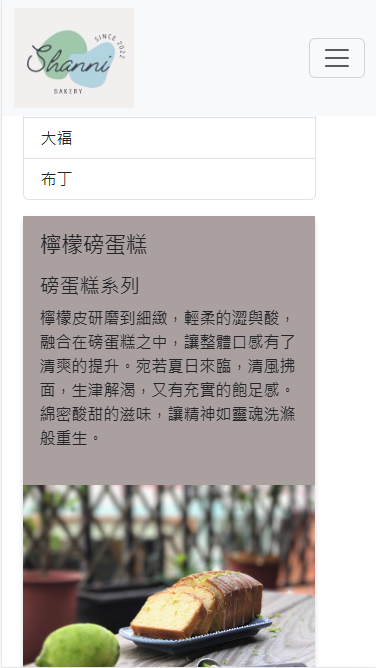 SINCE 2022
Shanni
BAKERY
大福
布丁
檸檬磅蛋糕
磅蛋糕系列
檸檬皮研磨到細緻，輕柔的澀與酸，
融合在磅蛋糕之中，讓整體口感有了
清爽的提升。宛若夏日來臨，清風拂
面，生津解渴，又有充實的飽足感。
綿密酸甜的滋味，讓精神如靈魂洗滌
般重生。